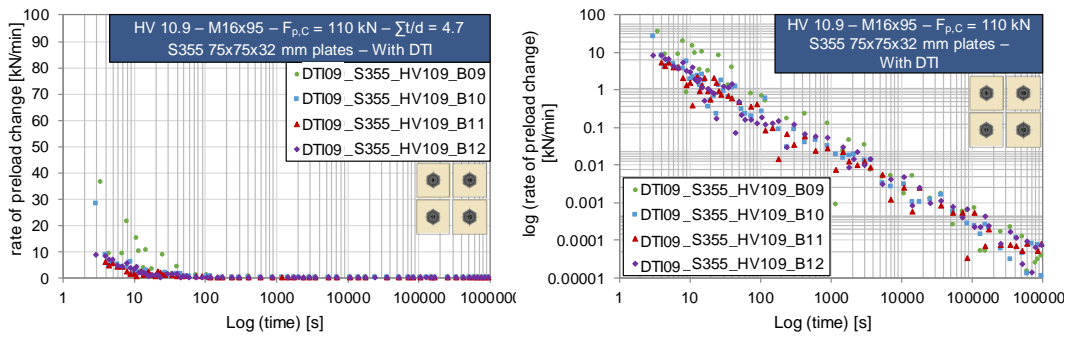 HV 10.9 – M16x95 – Fp,C = 110 kN – ∑t/d = 4.7
S355 75x75x32 mm plates – With DTI
rate of preload change [kN/min]
100
90
80
70
60
50
40
30
20
10
0
DTI09_S355_HV109_B09
DTI09_S355_HV109_B10
DTI09_S355_HV109_B11
DTI09_S355_HV109_B12
1 10 100 1000 10000 100000 1000000
Log (time) [s]
HV 10.9 – M16x95 – Fp,C = 110 kN
S355 75x75x32 mm plates –
With DTI
log (rate of preload change)
[kN/min]
100
10
1
0.1
0.01
0.001
0.0001
0.00001
DTI09_S355_HV109_B09
DTI09_S355_HV109_B10
DTI09_S355_HV109_B11
DTI09_S355_HV109_B12
1 10 100 1000 10000 100000 100000
Log (time) [s]